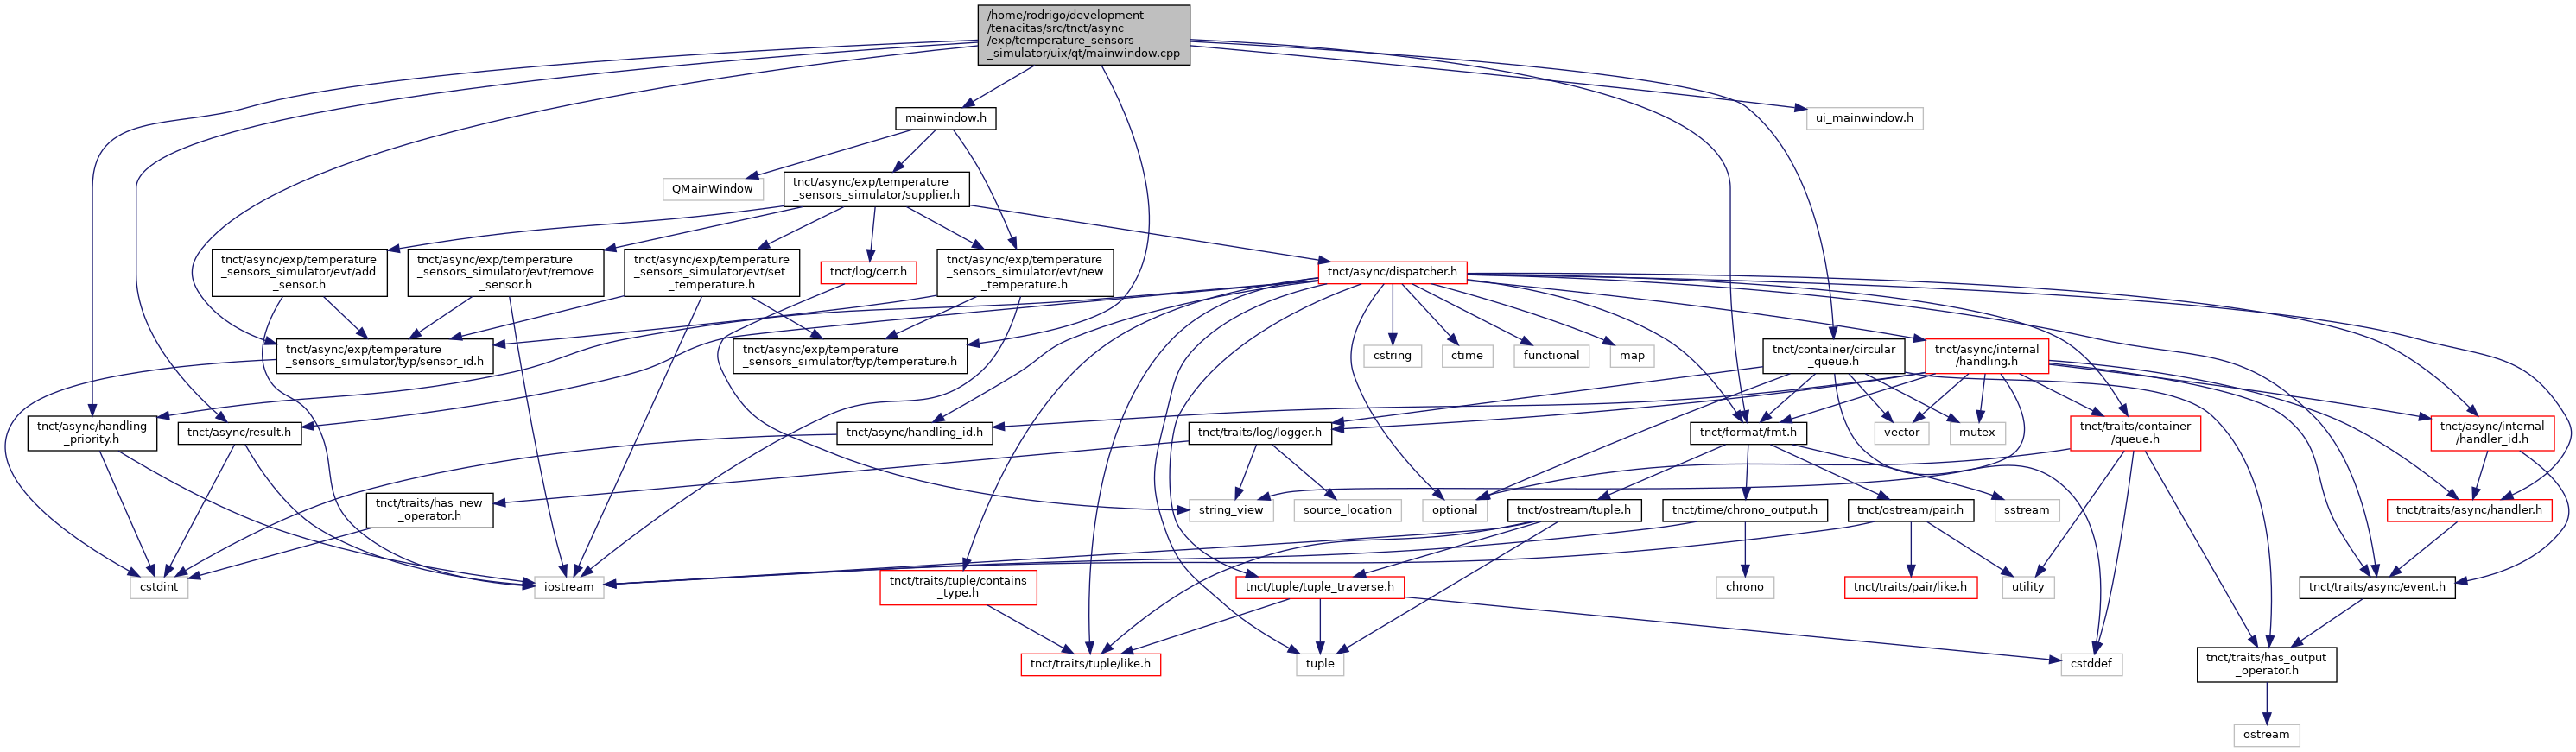 /home/rodrigo/development
/tenacitas/src/tnct/async
/exp/temperature_sensors
_simulator/uix/qt/mainwindow.cpp
mainwindow.h
ui_mainwindow.h
QMainWindow
tnct/async/exp/temperature
_sensors_simulator/supplier.h
tnct/async/exp/temperature
_sensors_simulator/evt/add
_sensor.h
tnct/async/exp/temperature
_sensors_simulator/evt/remove
_sensor.h
tnct/async/exp/temperature
_sensors_simulator/evt/set
_temperature.h
tnct/log/cerr.h
tnct/async/exp/temperature
_sensors_simulator/evt/new
_temperature.h
tnct/async/dispatcher.h
tnct/async/exp/temperature
_sensors_simulator/typ/sensor_id.h
tnct/async/exp/temperature
_sensors_simulator/typ/temperature.h
cstring
ctime
functional
map
tnct/container/circular
_queue.h
tnct/async/internal
/handling.h
tnct/async/handling
_priority.h
tnct/async/result.h
tnct/async/handling_id.h
tnct/traits/log/logger.h
tnct/format/fmt.h
vector
mutex
tnct/traits/container
/queue.h
tnct/async/internal
/handler_id.h
tnct/traits/has_new
_operator.h
string_view
source_location
optional
tnct/ostream/tuple.h
tnct/time/chrono_output.h
tnct/ostream/pair.h
sstream
tnct/traits/async/handler.h
cstdint
iostream
tnct/traits/tuple/contains
_type.h
tnct/tuple/tuple_traverse.h
chrono
tnct/traits/pair/like.h
utility
tnct/traits/async/event.h
tnct/traits/tuple/like.h
tuple
cstddef
tnct/traits/has_output
_operator.h
ostream